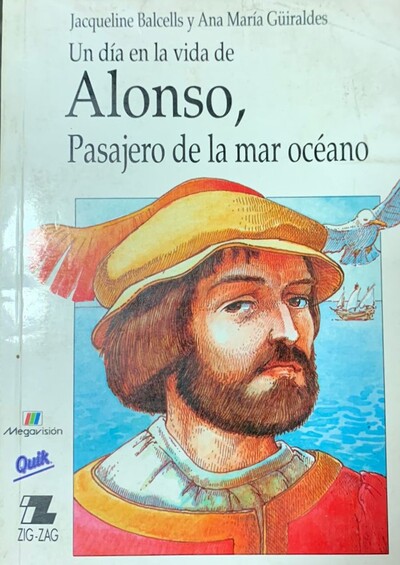 Jacqueline Balcells y Ana María Güiraldes
Un día en la vida de
Alonso,
Pasajero de la mar océano
Megavisión
Quik
ZIG-ZAG